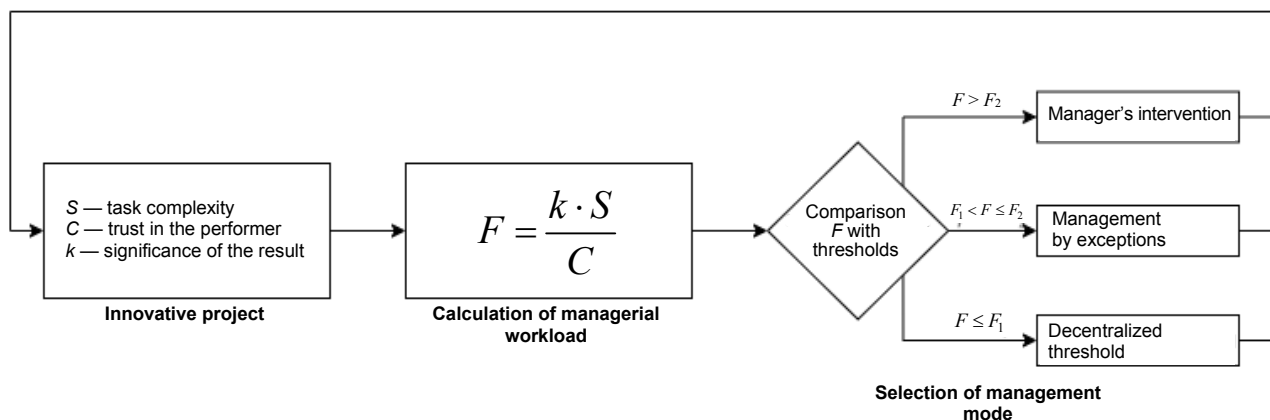 S — task complexity
C — trust in the performer
k — significance of the result
Innovative project
F = k · S / C
Calculation of managerial
workload
Comparison
F with
thresholds
F > F₂
Manager’s intervention
F₁ < F ≤ F₂
Management
by exceptions
F ≤ F₁
Decentralized
threshold
Selection of management
mode